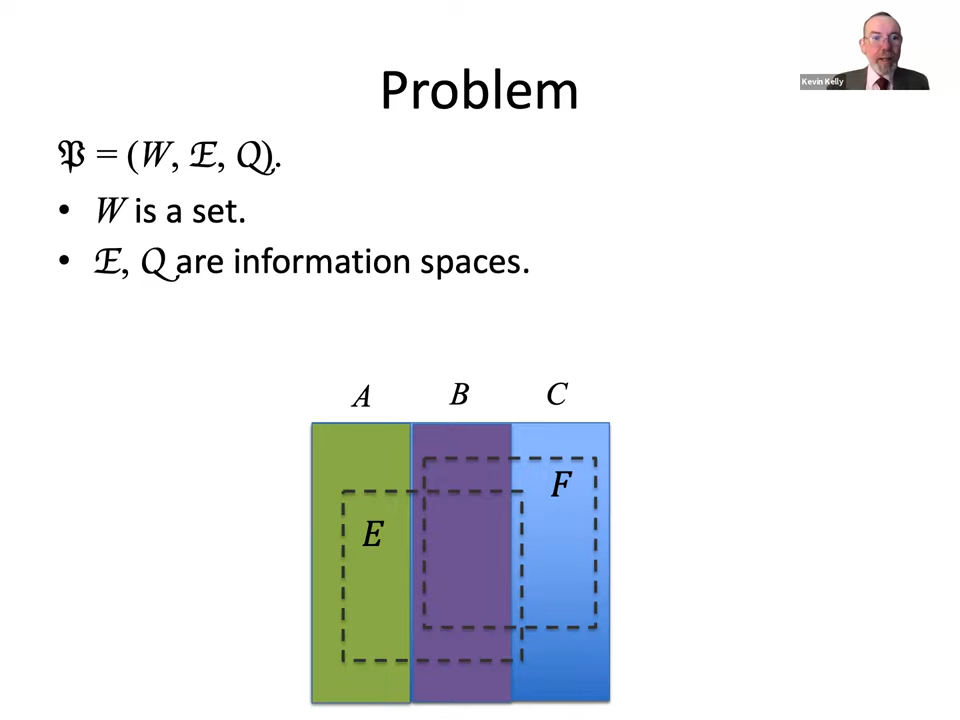 Kevin Kelly
Problem
𝔓 = (W, ℰ, 𝒬).
• W is a set.
• ℰ, 𝒬 are information spaces.
A B C
F
E